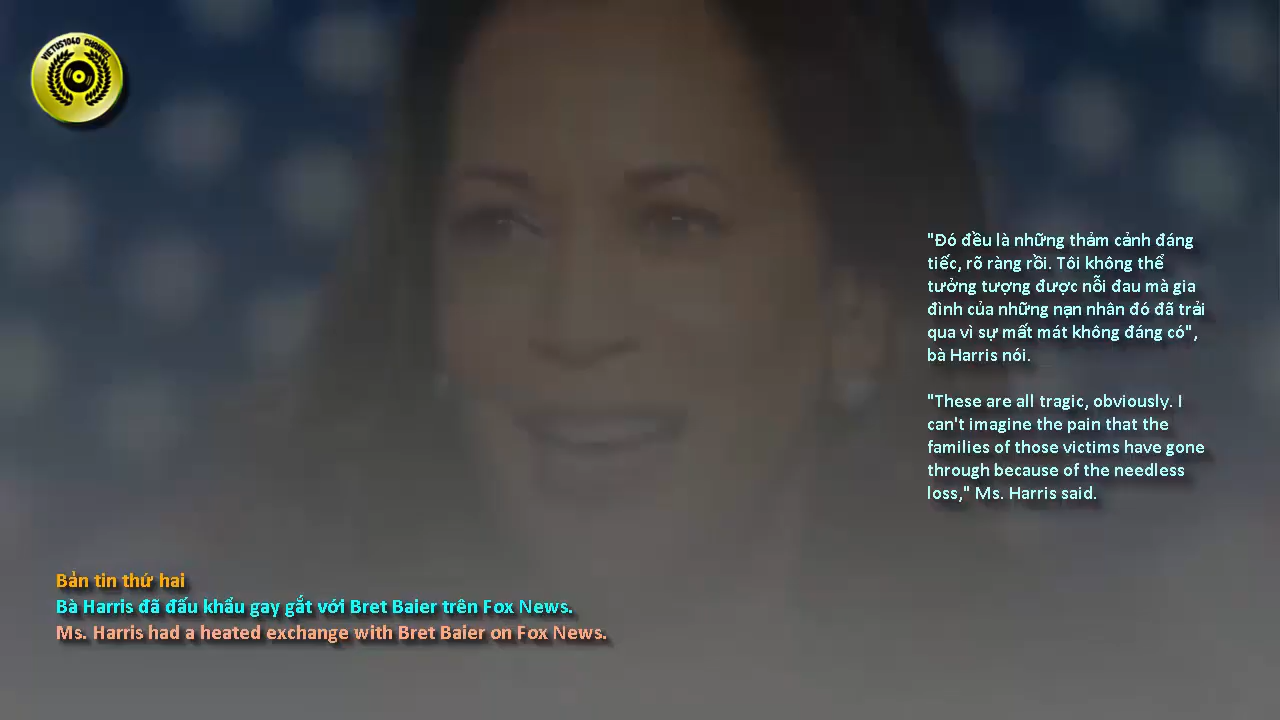 VIETUS1040 CHANNEL
"Đó đều là những thảm cảnh đáng
tiếc, rõ ràng rồi. Tôi không thể
tưởng tượng được nỗi đau mà gia
đình của những nạn nhân đó đã trải
qua vì sự mất mát không đáng có",
bà Harris nói.
"These are all tragic, obviously. I
can't imagine the pain that the
families of those victims have gone
through because of the needless
loss," Ms. Harris said.
Bản tin thứ hai
Bà Harris đã đấu khẩu gay gắt với Bret Baier trên Fox News.
Ms. Harris had a heated exchange with Bret Baier on Fox News.